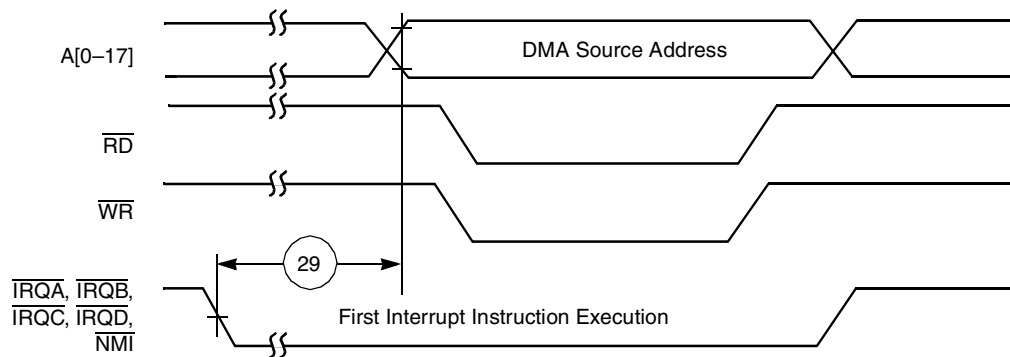 A[0–17]
DMA Source Address
RD
WR
29
IRQA, IRQB,
IRQC, IRQD,
NMI
First Interrupt Instruction Execution